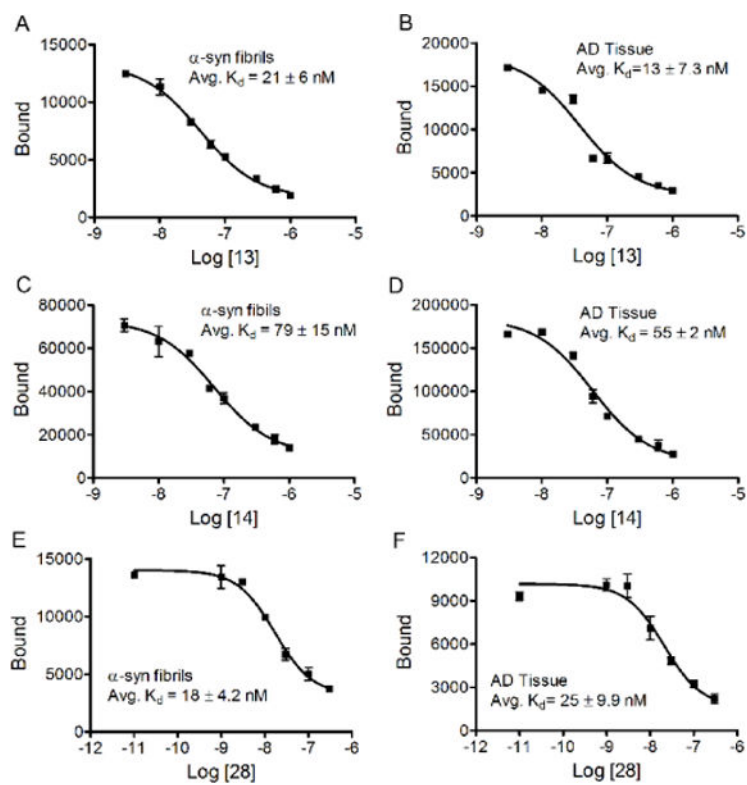 A
15000
10000
5000
0
Bound
α-syn fibrils
Avg. Kd = 21 ± 6 nM
-9 -8 -7 -6 -5
Log [13]
B
20000
15000
10000
5000
0
Bound
AD Tissue
Avg. Kd=13 ± 7.3 nM
-9 -8 -7 -6 -5
Log [13]
C
80000
60000
40000
20000
0
Bound
α-syn fibils
Avg. Kd = 79 ± 15 nM
-9 -8 -7 -6 -5
Log [14]
D
200000
150000
100000
50000
0
Bound
AD Tissue
Avg. Kd = 55 ± 2 nM
-9 -8 -7 -6 -5
Log [14]
E
15000
10000
5000
0
Bound
α-syn fibrils
Avg. Kd = 18 ± 4.2 nM
-12 -11 -10 -9 -8 -7 -6
Log [28]
F
12000
9000
6000
3000
0
Bound
AD Tissue
Avg. Kd= 25 ± 9.9 nM
-12 -11 -10 -9 -8 -7 -6
Log [28]